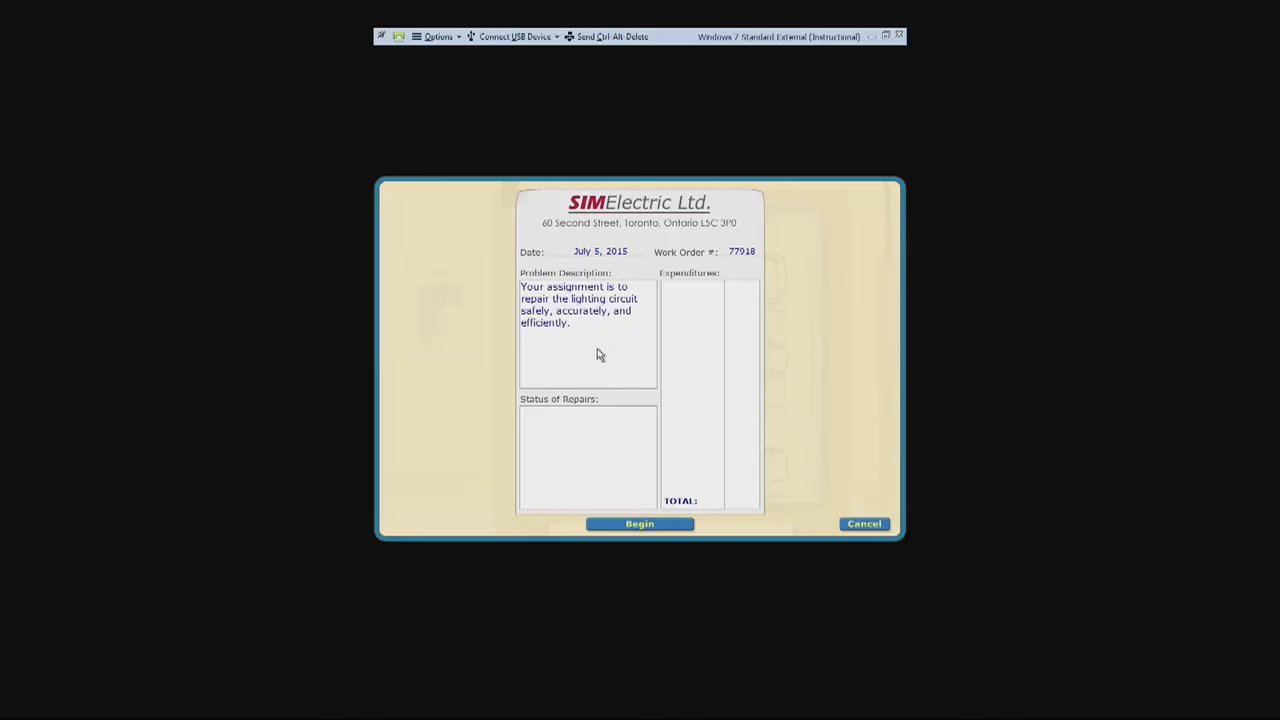 Options Connect USB Device Send Ctrl-Alt-Delete Windows 7 Standard External (Instructional)
SIMElectric Ltd.
60 Second Street, Toronto, Ontario L5C 3P0
Date: July 5, 2015 Work Order #: 77918
Problem Description: Expenditures:
Your assignment is to
repair the lighting circuit
safely, accurately, and
efficiently.
Status of Repairs:
TOTAL:
Begin Cancel